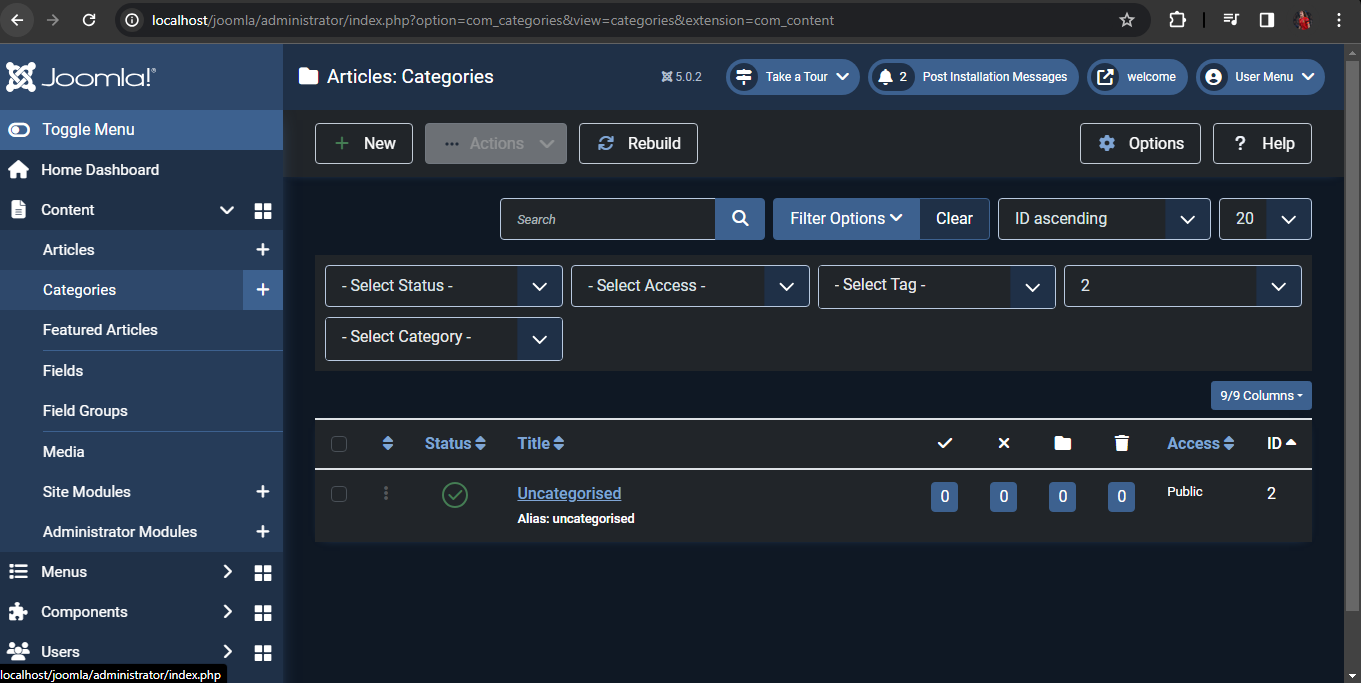 localhost/joomla/administrator/index.php?option=com_categories&view=categories&extension=com_content
Joomla!®
Articles: Categories
5.0.2
Take a Tour
2 Post Installation Messages
welcome
User Menu
Toggle Menu
Home Dashboard
Content
Articles
Categories
Featured Articles
Fields
Field Groups
Media
Site Modules
Administrator Modules
Menus
Components
Users
localhost/joomla/administrator/index.php
New
Actions
Rebuild
Options
? Help
Search
Filter Options
Clear
ID ascending
20
- Select Status -
- Select Access -
- Select Tag -
2
- Select Category -
9/9 Columns
Status Title Access ID
Uncategorised 0 0 0 0 Public 2
Alias: uncategorised